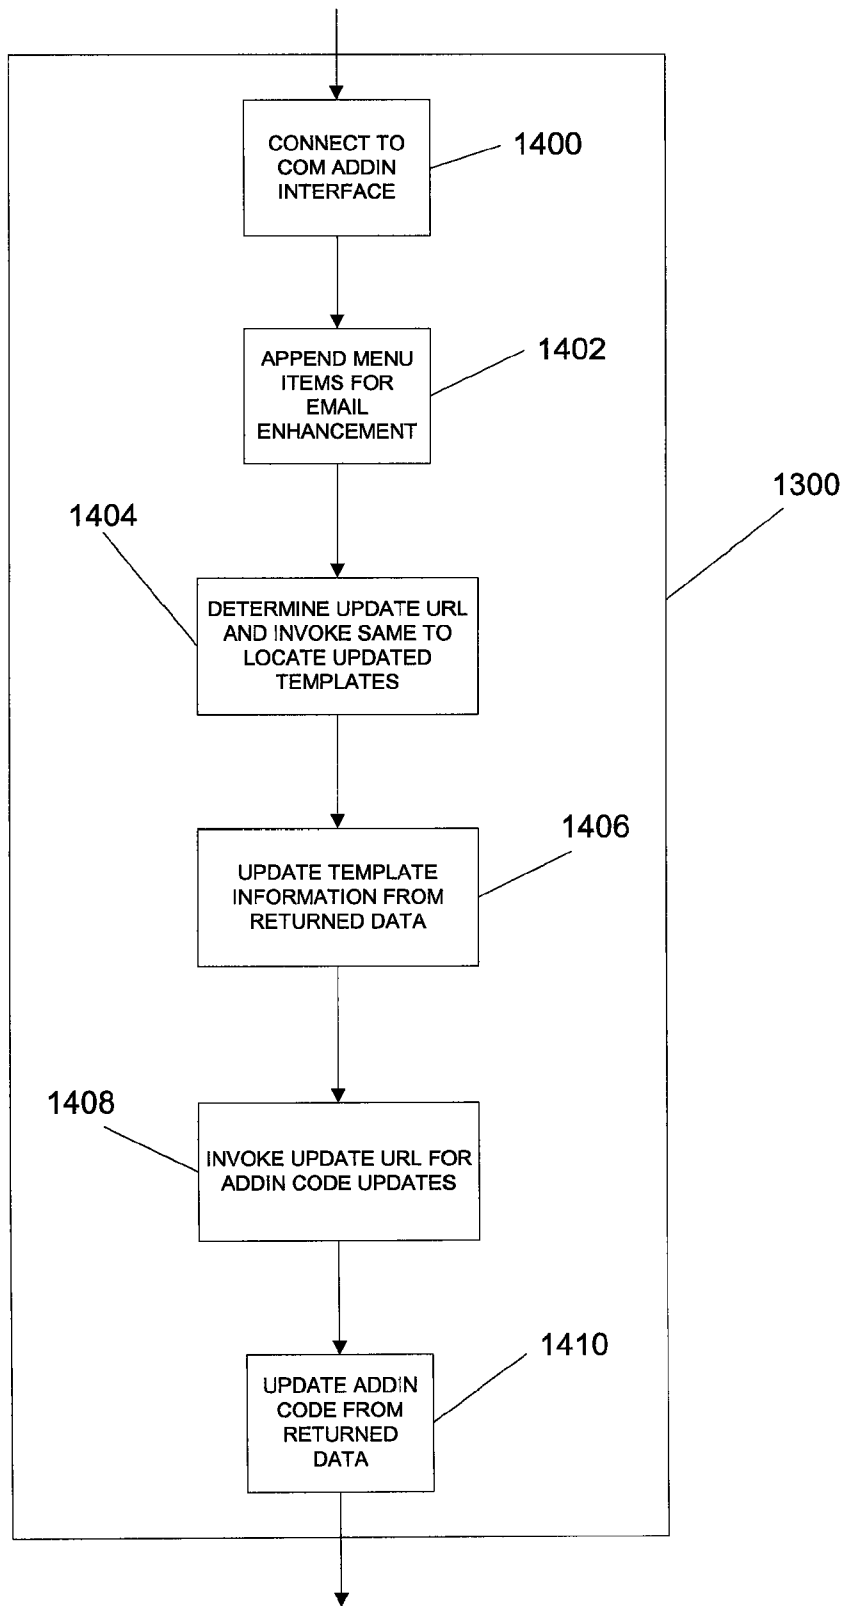 CONNECT TO
COM ADDIN
INTERFACE
1400
APPEND MENU
ITEMS FOR
EMAIL
ENHANCEMENT
1402
1300
1404
DETERMINE UPDATE URL
AND INVOKE SAME TO
LOCATE UPDATED
TEMPLATES
1406
UPDATE TEMPLATE
INFORMATION FROM
RETURNED DATA
1408
INVOKE UPDATE URL FOR
ADDIN CODE UPDATES
1410
UPDATE ADDIN
CODE FROM
RETURNED
DATA